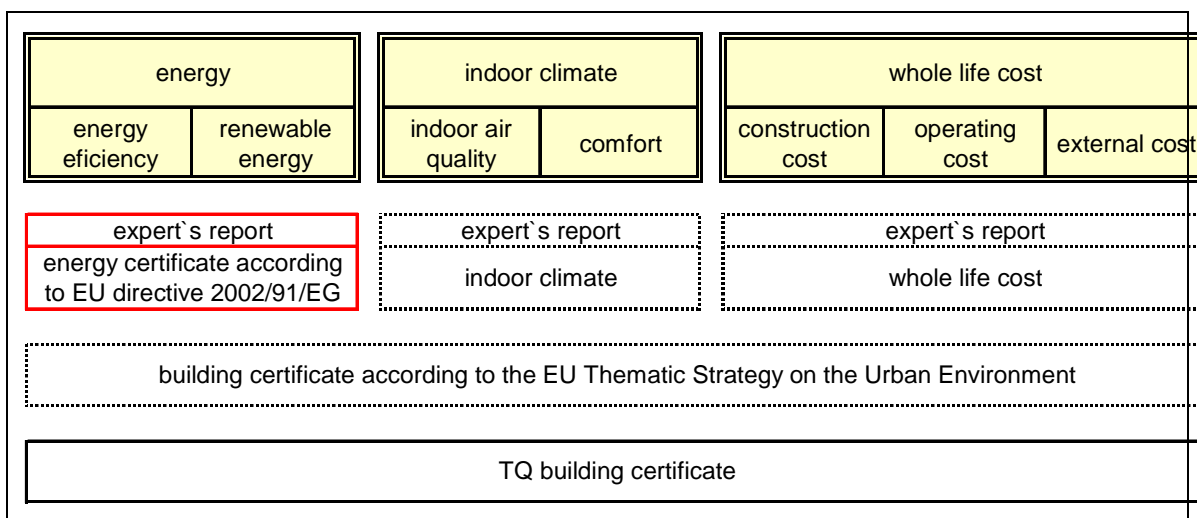 energy
indoor climate
whole life cost
energy
eficiency
renewable
energy
indoor air
quality
comfort
construction
cost
operating
cost
external cost
expert`s report
energy certificate according
to EU directive 2002/91/EG
expert`s report
indoor climate
expert`s report
whole life cost
building certificate according to the EU Thematic Strategy on the Urban Environment
TQ building certificate